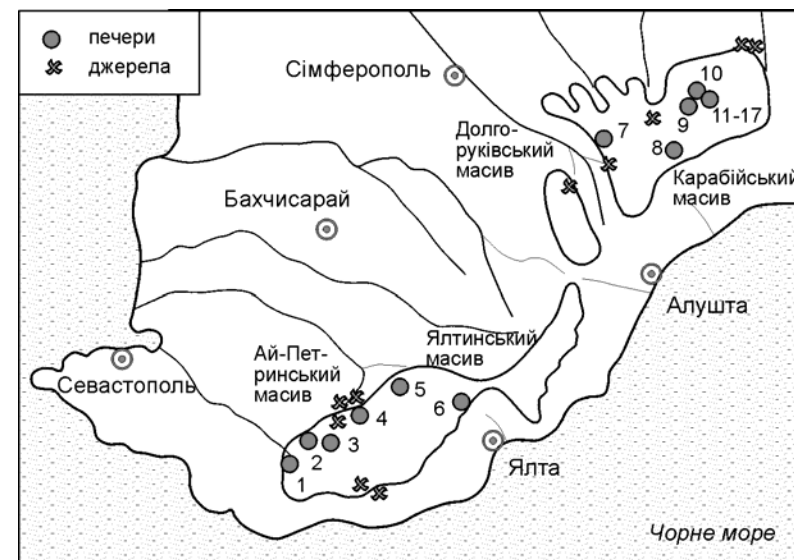 печери
джерела
Сімферополь
10
11-17
9
7
8
Долго-
руківський
масив
Карабійський
масив
Бахчисарай
Алушта
Ялтинський
масив
Ай-Пет-
ринський
масив
Севастополь
5
6
4
3
2
1
Ялта
Чорне море